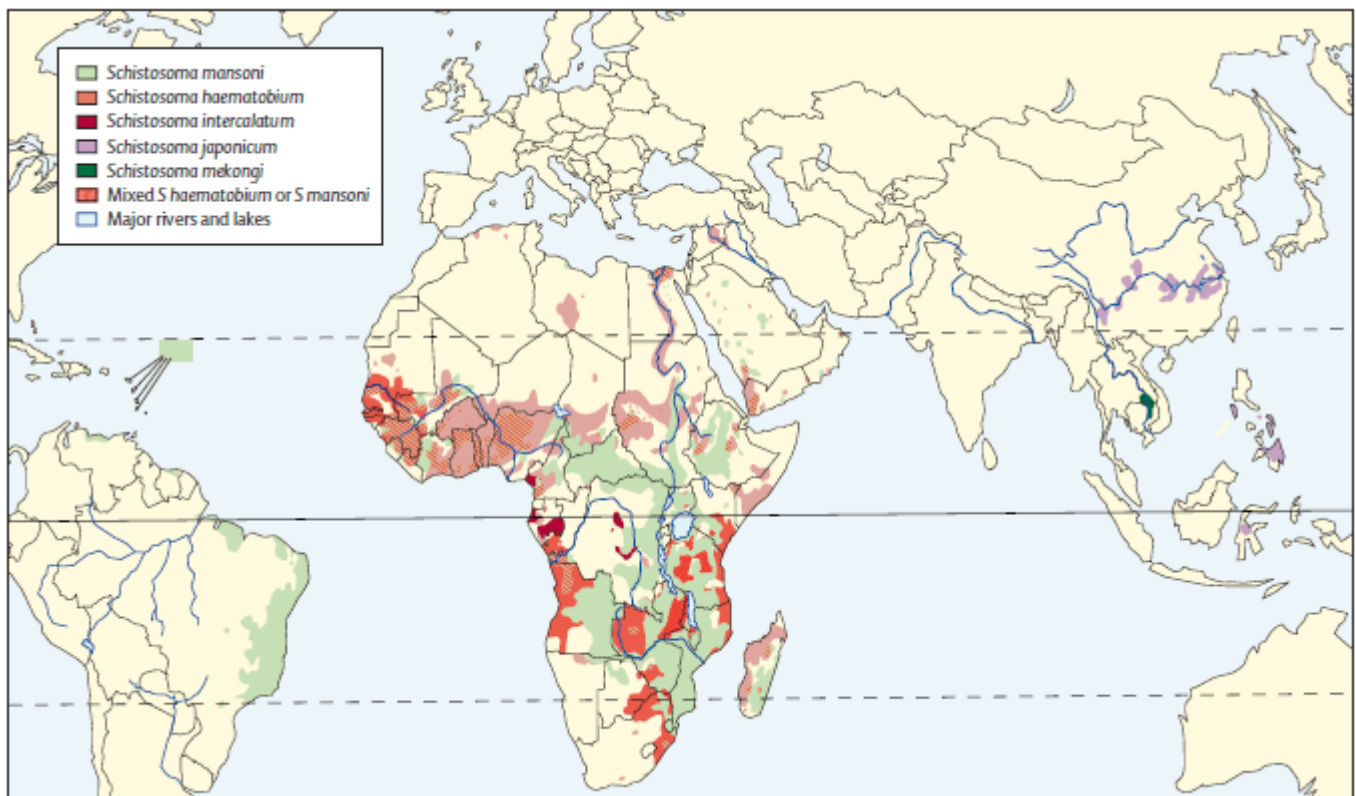 Schistosoma mansoni
Schistosoma haematobium
Schistosoma intercalatum
Schistosoma japonicum
Schistosoma mekongi
Mixed S haematobium or S mansoni
Major rivers and lakes